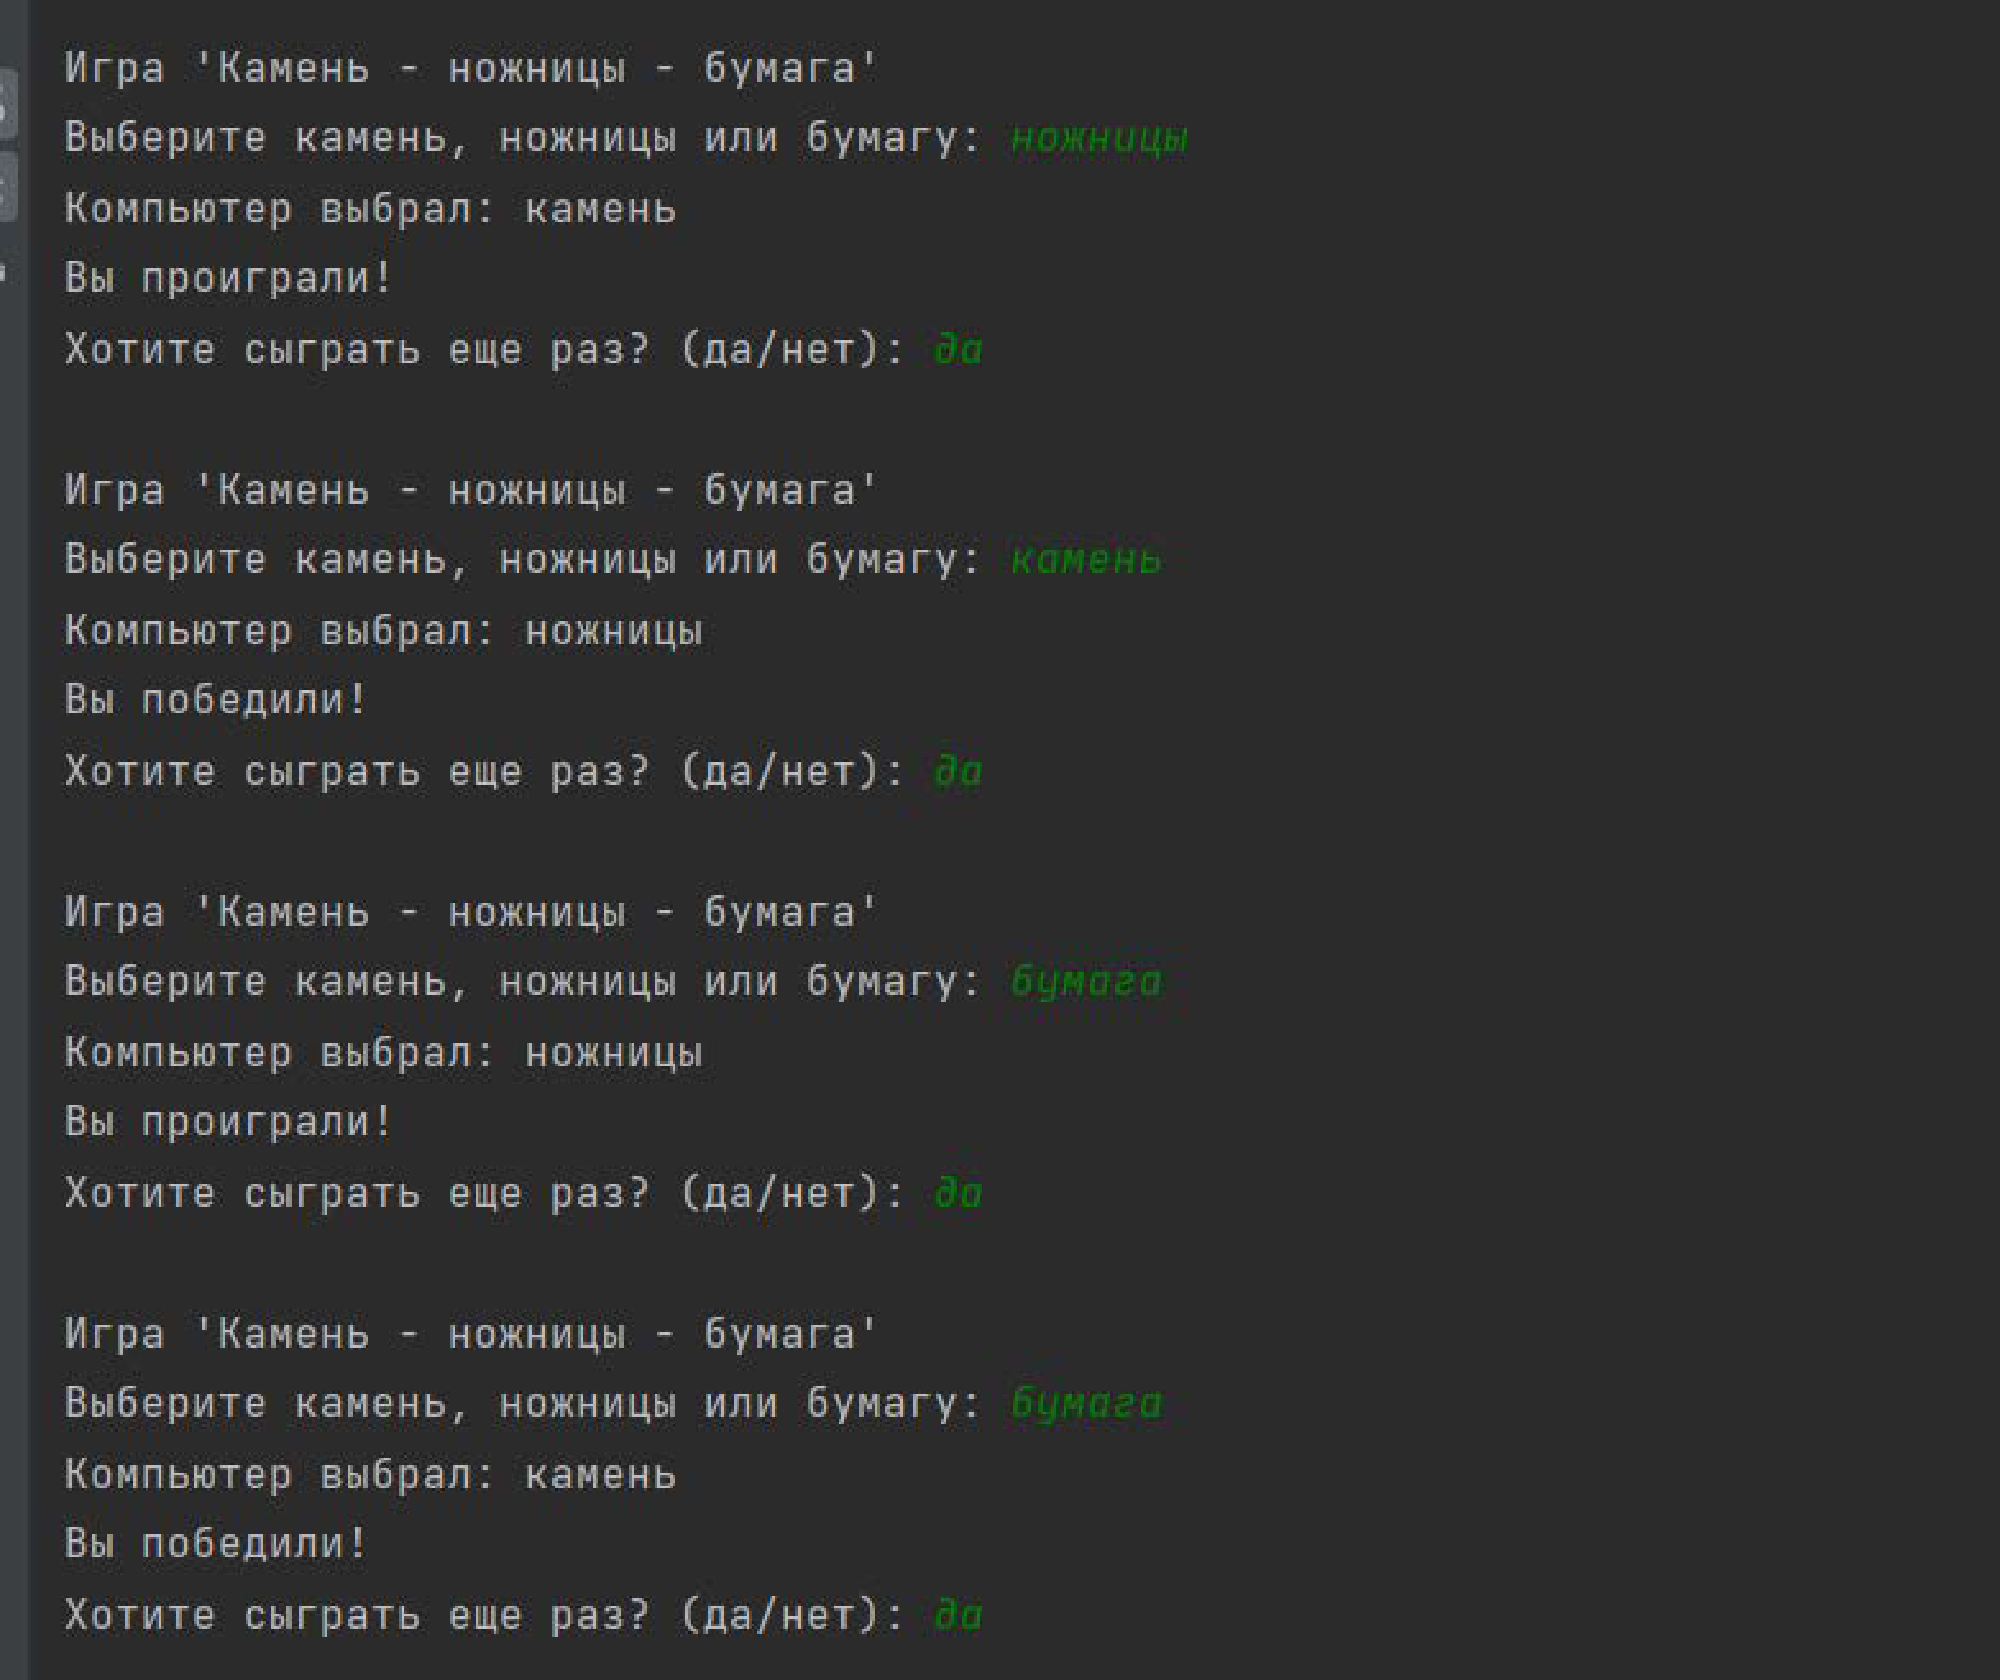 Игра 'Камень - ножницы - бумага'
Выберите камень, ножницы или бумагу: ножницы
Компьютер выбрал: камень
Вы проиграли!
Хотите сыграть еще раз? (да/нет): да
Игра 'Камень - ножницы - бумага'
Выберите камень, ножницы или бумагу: камень
Компьютер выбрал: ножницы
Вы победили!
Хотите сыграть еще раз? (да/нет): да
Игра 'Камень - ножницы - бумага'
Выберите камень, ножницы или бумагу: бумага
Компьютер выбрал: ножницы
Вы проиграли!
Хотите сыграть еще раз? (да/нет): да
Игра 'Камень - ножницы - бумага'
Выберите камень, ножницы или бумагу: бумага
Компьютер выбрал: камень
Вы победили!
Хотите сыграть еще раз? (да/нет): да